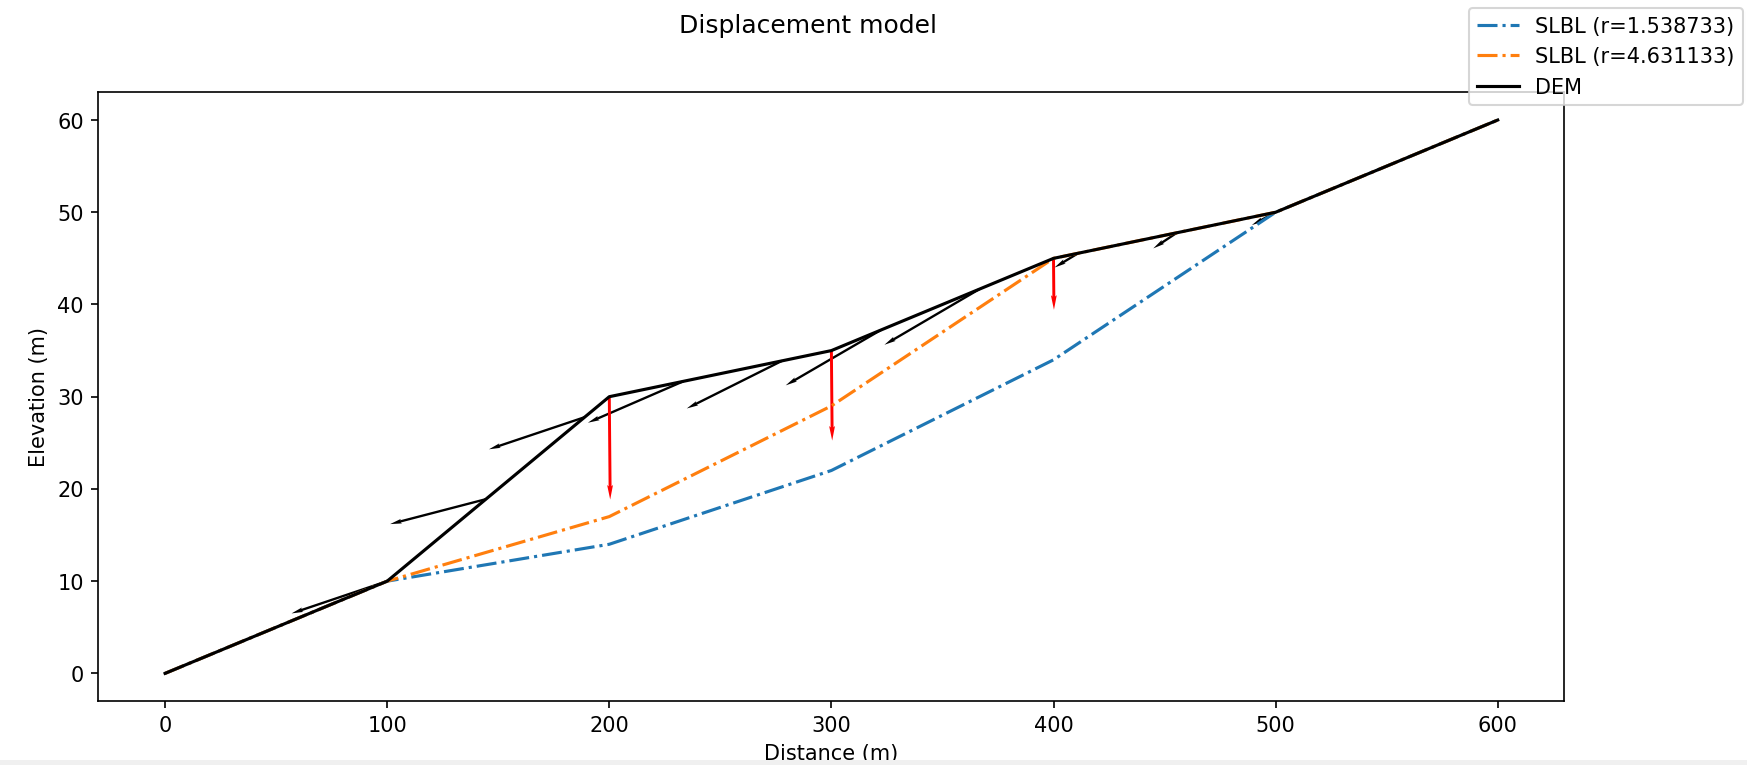 Displacement model
SLBL (r=1.538733)
SLBL (r=4.631133)
DEM
Elevation (m)
60
50
40
30
20
10
0
0 100 200 300 400 500 600
Distance (m)